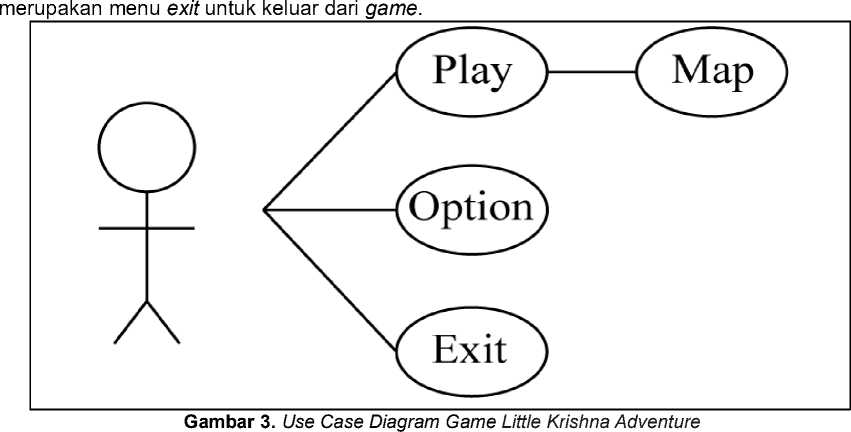 merupakan menu exit untuk keluar dari game.
Play
Map
Option
Exit
Gambar 3. Use Case Diagram Game Little Krishna Adventure